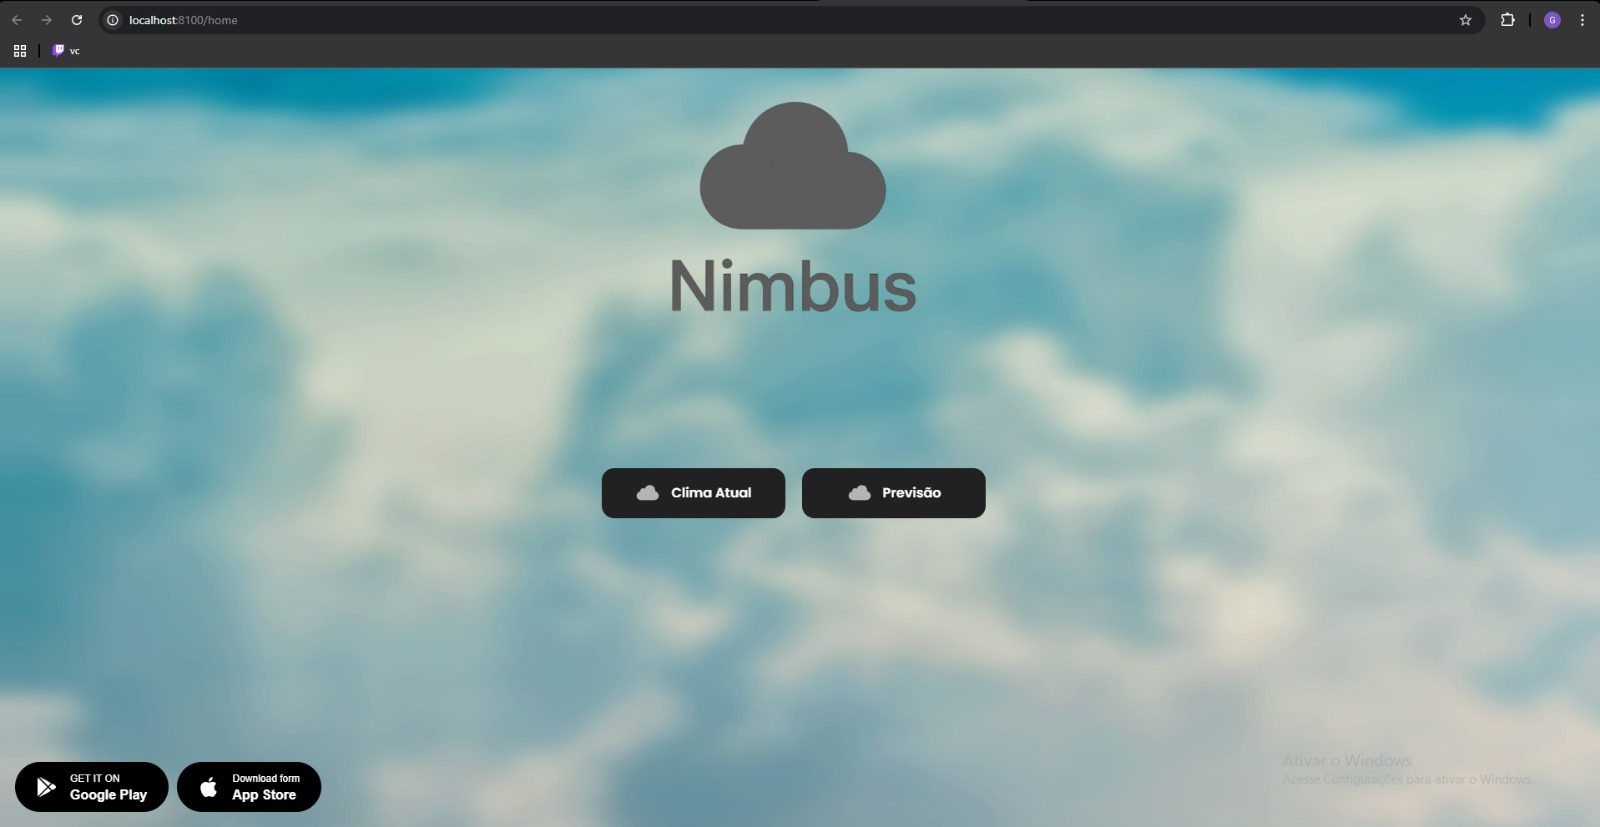 localhost:8100/home
G
vc
Nimbus
Clima Atual
Previsão
GET IT ON
Google Play
Download form
App Store
Ativar o Windows
Acesse Configurações para ativar o Windows.